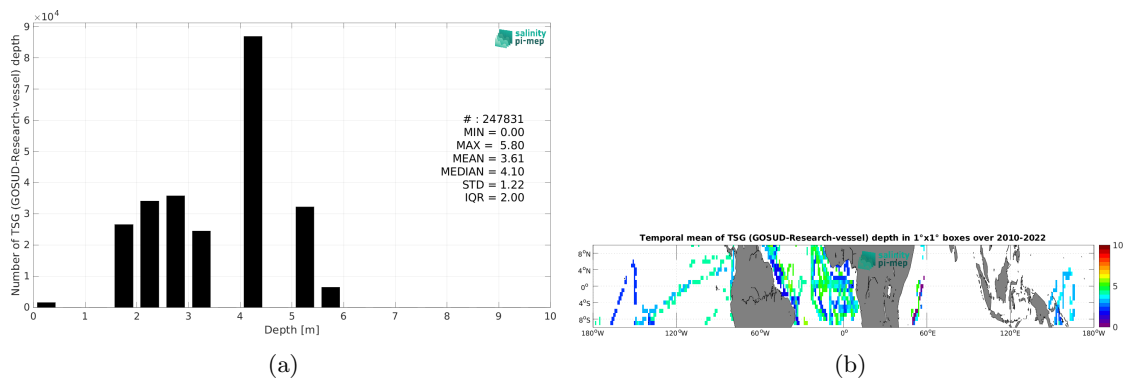 ×10⁴
9
8
7
6
5
4
3
2
1
0
Number of TSG (GOSUD-Research-vessel) depth
salinity
pi-mep
# : 247831
MIN = 0.00
MAX = 5.80
MEAN = 3.61
MEDIAN = 4.10
STD = 1.22
IQR = 2.00
0 1 2 3 4 5 6 7 8 9 10
Depth [m]
(a)
Temporal mean of TSG (GOSUD-Research-vessel) depth in 1°x1° boxes over 2010-2022
salinity
pi-mep
8°N
4°N
0°
4°S
8°S
180°W 120°W 60°W 0° 60°E 120°E 180°W
10
5
0
(b)